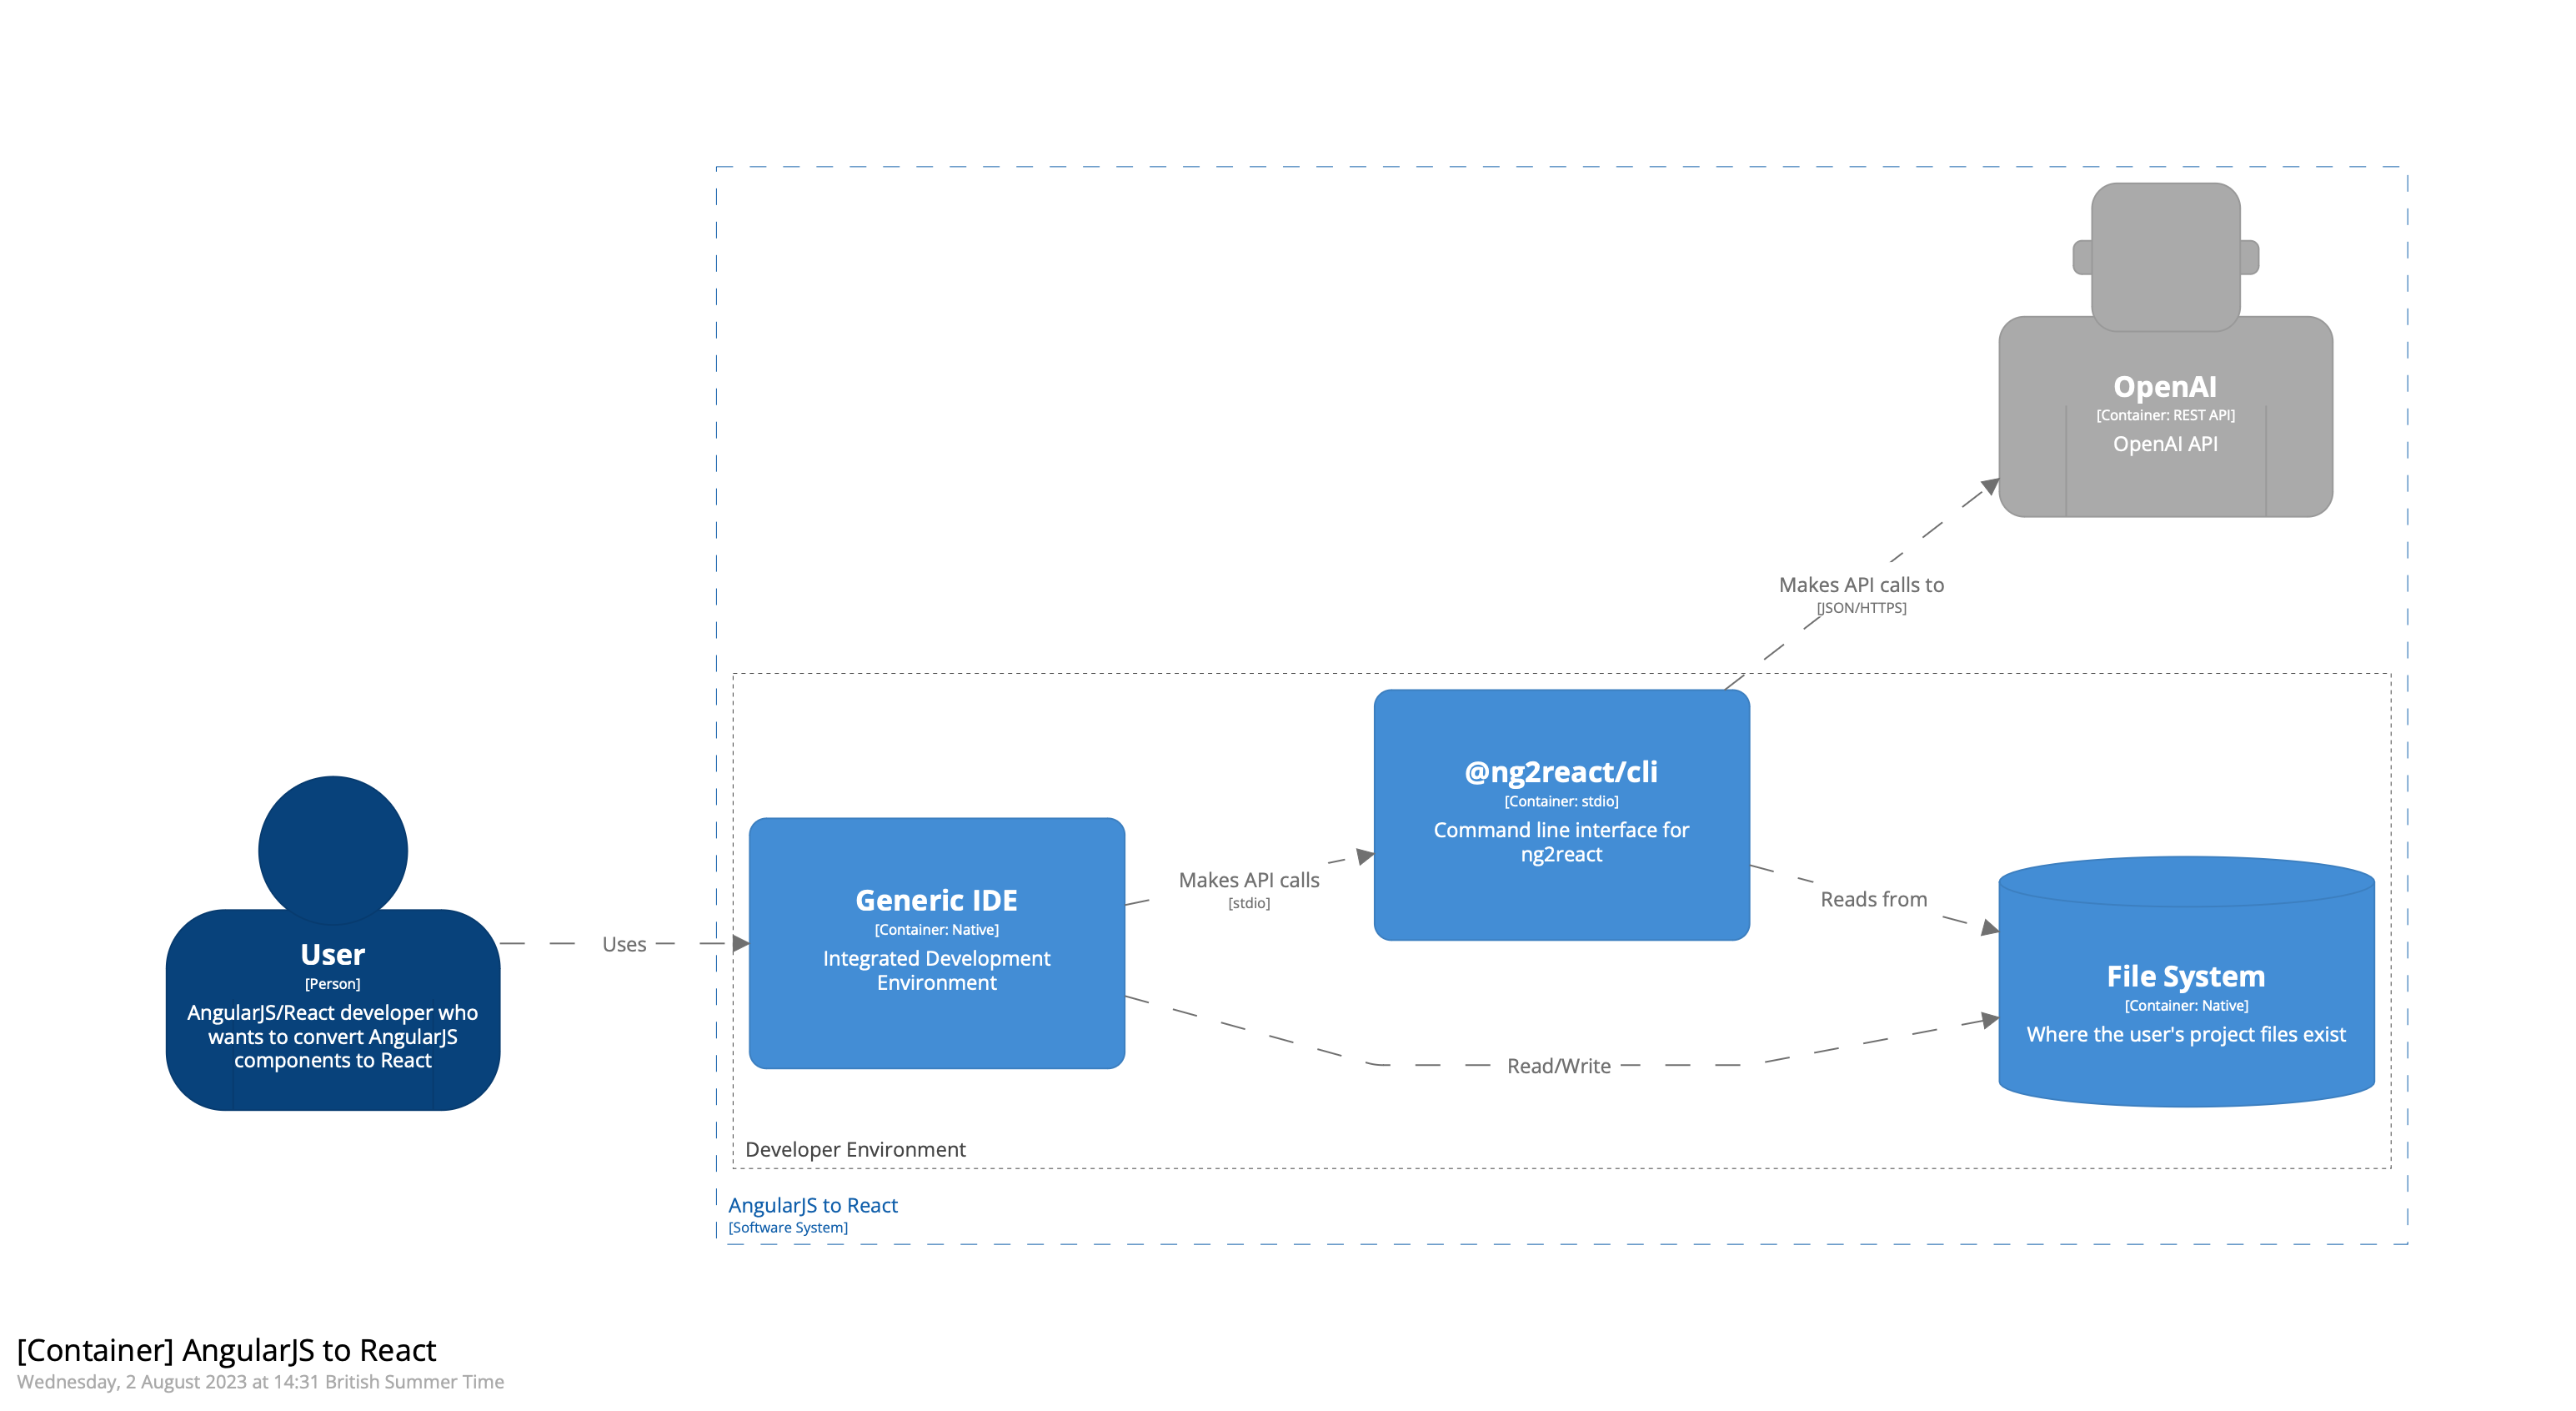 OpenAI
[Container: REST API]
OpenAI API
Makes API calls to
[JSON/HTTPS]
@ng2react/cli
[Container: stdio]
Command line interface for
ng2react
Makes API calls
[stdio]
Reads from
Generic IDE
[Container: Native]
Integrated Development
Environment
Uses
User
[Person]
AngularJS/React developer who
wants to convert AngularJS
components to React
File System
[Container: Native]
Where the user's project files exist
Read/Write
Developer Environment
AngularJS to React
[Software System]
[Container] AngularJS to React
Wednesday, 2 August 2023 at 14:31 British Summer Time